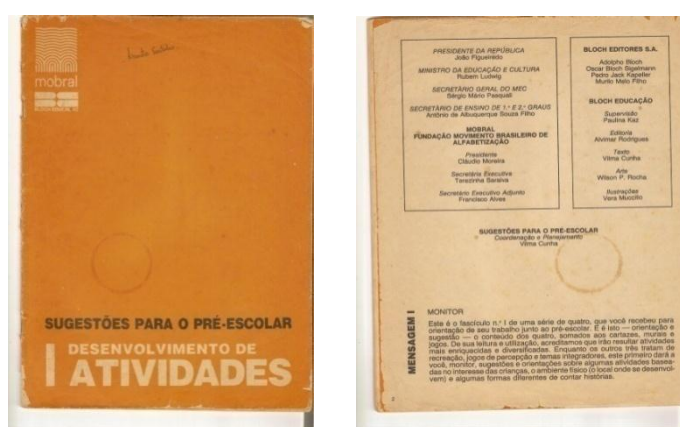 mobral
SUGESTÕES PARA O PRÉ-ESCOLAR
I DESENVOLVIMENTO DE
ATIVIDADES
PRESIDENTE DA REPÚBLICA
João Figueiredo
MINISTRO DA EDUCAÇÃO E CULTURA
Rubem Ludwig
SECRETÁRIO GERAL DO MEC
Sérgio Mário Pasquali
SECRETÁRIO DE ENSINO DE 1.º E 2.º GRAUS
Antônio de Albuquerque Souza Filho
MOBRAL
FUNDAÇÃO MOVIMENTO BRASILEIRO DE
ALFABETIZAÇÃO
Presidente
Cláudio Moreira
Secretária Executiva
Terezinha Saraiva
Secretário Executivo Adjunto
Francisco Alves
BLOCH EDITORES S.A.
Adolpho Bloch
Oscar Bloch Sigelmann
Pedro Jack Kapeller
Murilo Melo Filho
BLOCH EDUCAÇÃO
Supervisão
Paulina Kaz
Editoria
Alvimar Rodrigues
Texto
Vilma Cunha
Arte
Wilson P. Rocha
Ilustrações
Vera
SUGESTÕES PARA O PRÉ-ESCOLAR
Coordenação e Planejamento
Vilma Cunha
MENSAGEM I
MONITOR
Este é o fascículo n.º I de uma série de quatro, que você recebeu para
orientação de seu trabalho junto ao pré-escolar. E é isto — orientação e
sugestão — o conteúdo dos quatro, somados aos cartazes, murais e
jogos. De sua leitura e utilização, acreditamos que irão resultar atividades
mais enriquecidas e diversificadas. Enquanto os outros três tratam de
recreação, jogos de percepção e temas integradores, este primeiro dará a
você, monitor, sugestões e orientações sobre algumas atividades basea-
das no interesse das crianças, o ambiente físico (o local onde se desenvol-
vem) e algumas formas diferentes de contar histórias.
2